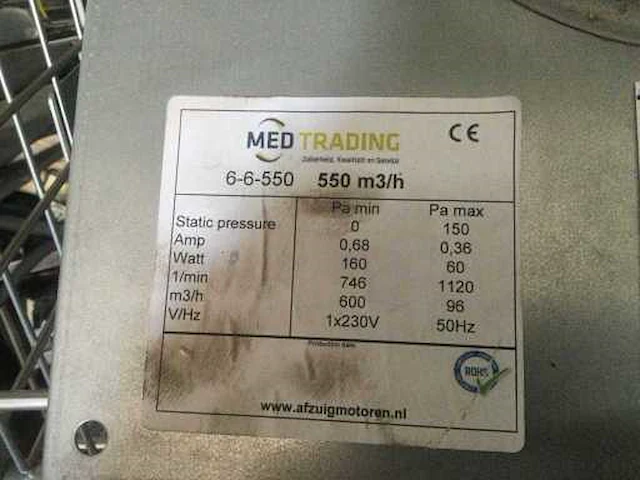 MED TRADING CE
Zekerheid, Kwaliteit en Service
6-6-550 550 m3/h
Pa min Pa max
Static pressure 0 150
Amp 0,68 0,36
Watt 160 60
1/min 746 1120
m3/h 600 96
V/Hz 1x230V 50Hz
Production date:
ROHS
www.afzuigmotoren.nl